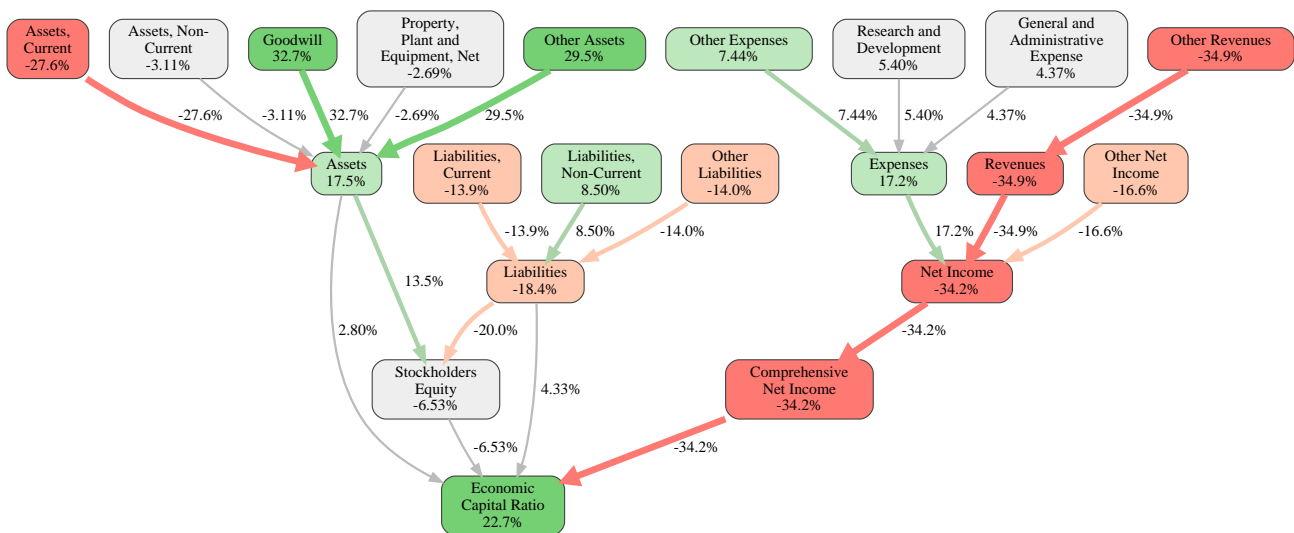 Assets,
Current
-27.6%
Assets, Non-
Current
-3.11%
Goodwill
32.7%
Property,
Plant and
Equipment, Net
-2.69%
Other Assets
29.5%
Other Expenses
7.44%
Research and
Development
5.40%
General and
Administrative
Expense
4.37%
Other Revenues
-34.9%
-27.6%
-3.11%
32.7%
-2.69%
29.5%
7.44%
5.40%
4.37%
-34.9%
Assets
17.5%
Liabilities,
Current
-13.9%
Liabilities,
Non-Current
8.50%
Other
Liabilities
-14.0%
Expenses
17.2%
Revenues
-34.9%
Other Net
Income
-16.6%
-13.9%
8.50%
-14.0%
17.2%
-34.9%
-16.6%
Liabilities
-18.4%
Net Income
-34.2%
13.5%
2.80%
-20.0%
4.33%
-34.2%
Stockholders
Equity
-6.53%
Comprehensive
Net Income
-34.2%
-6.53%
-34.2%
Economic
Capital Ratio
22.7%